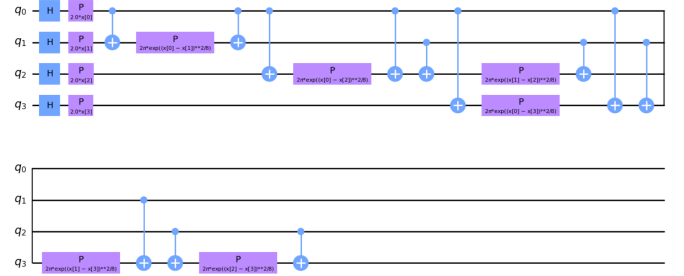 q₀ H P 2.0*x[0]
q₁ H P 2.0*x[1] P 2π*exp((x[0] − x[1])**2/8)
q₂ H P 2.0*x[2] P 2π*exp((x[0] − x[2])**2/8) P 2π*exp((x[1] − x[2])**2/8)
q₃ H P 2.0*x[3] P 2π*exp((x[0] − x[3])**2/8)
q₀
q₁
q₂
q₃ P 2π*exp((x[1] − x[3])**2/8) P 2π*exp((x[2] − x[3])**2/8)